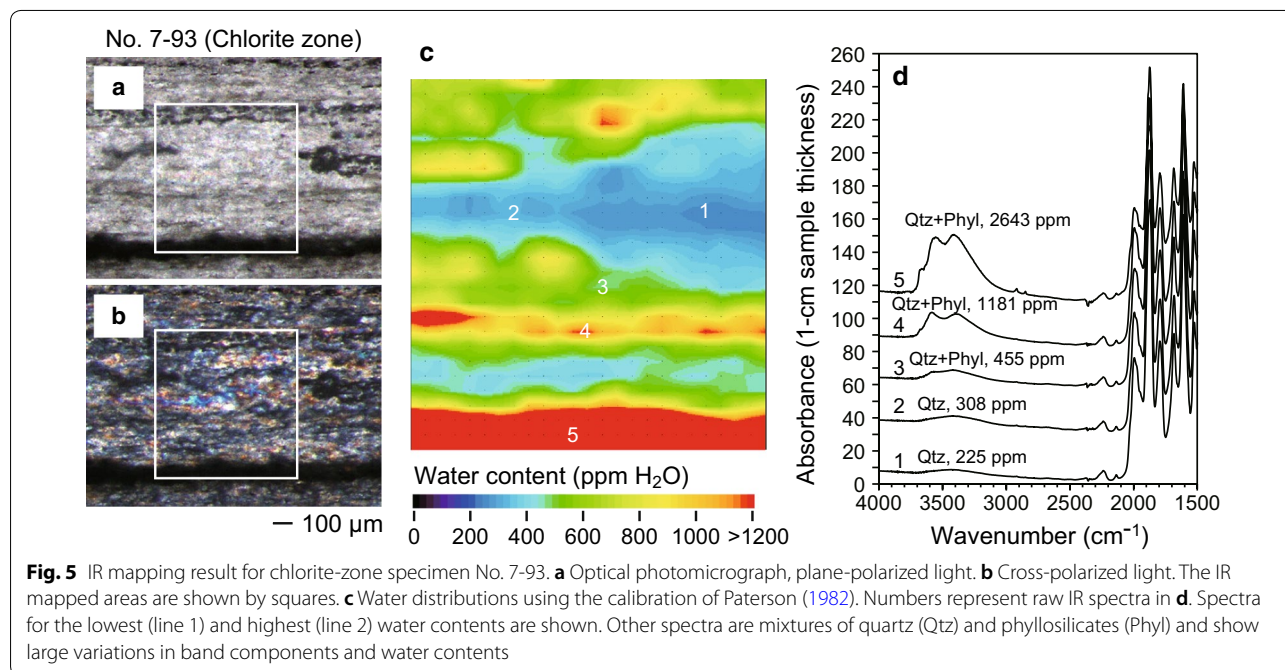 No. 7-93 (Chlorite zone)
a
b
100 µm
c
1
2
3
4
5
Water content (ppm H₂O)
0 200 400 600 800 1000 >1200
d
Absorbance (1-cm sample thickness)
260
240
220
200
180
160
140
120
100
80
60
40
20
0
Qtz+Phyl, 2643 ppm
5
Qtz+Phyl, 1181 ppm
4
Qtz+Phyl, 455 ppm
3
Qtz, 308 ppm
2
Qtz, 225 ppm
1
4000 3500 3000 2500 2000 1500
Wavenumber (cm⁻¹)
Fig. 5 IR mapping result for chlorite-zone specimen No. 7-93. a Optical photomicrograph, plane-polarized light. b Cross-polarized light. The IR
mapped areas are shown by squares. c Water distributions using the calibration of Paterson (1982). Numbers represent raw IR spectra in d. Spectra
for the lowest (line 1) and highest (line 2) water contents are shown. Other spectra are mixtures of quartz (Qtz) and phyllosilicates (Phyl) and show
large variations in band components and water contents